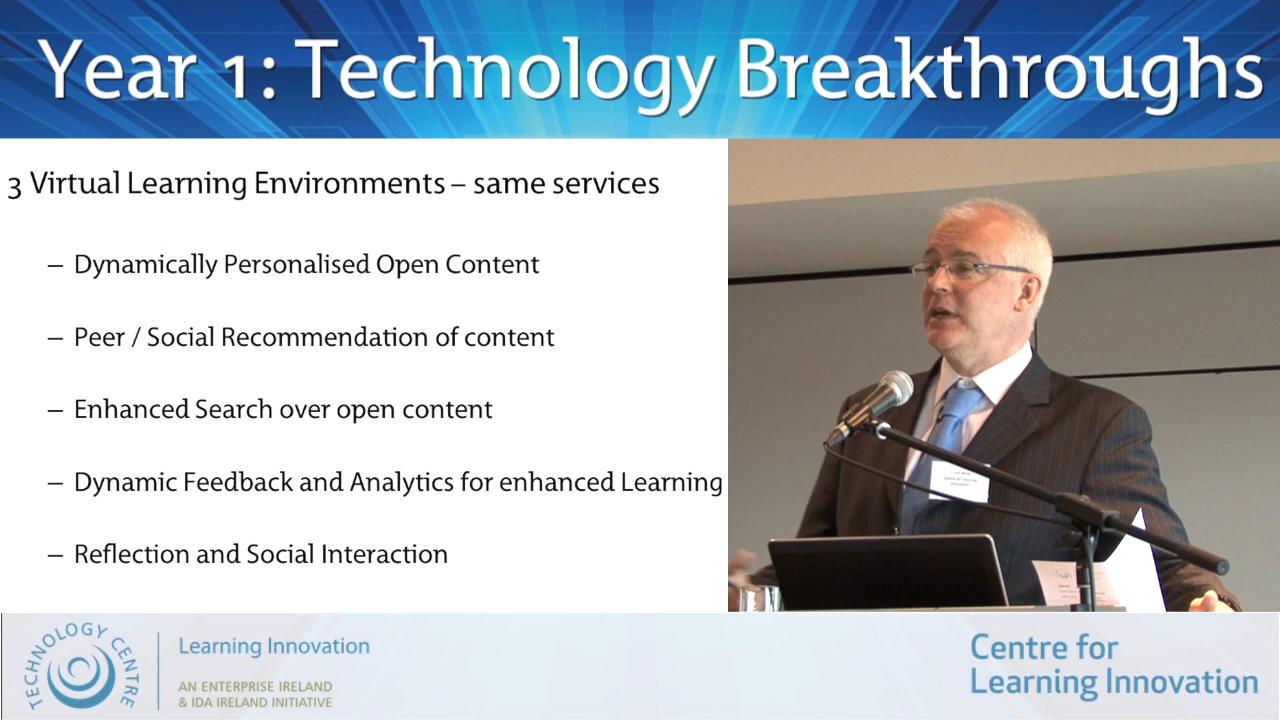 Year 1: Technology Breakthroughs
3 Virtual Learning Environments – same services
– Dynamically Personalised Open Content
– Peer / Social Recommendation of content
– Enhanced Search over open content
– Dynamic Feedback and Analytics for enhanced Learning
– Reflection and Social Interaction
TECHNOLOGY CENTRE
Learning Innovation
AN ENTERPRISE IRELAND
& IDA IRELAND INITIATIVE
Centre for
Learning Innovation